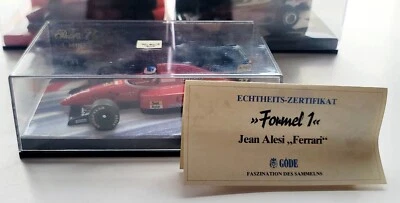 ECHTHEITS-ZERTIFIKAT
»Formel 1«
Jean Alesi „Ferrari"
GÖDE
FASZINATION DES SAMMELNS